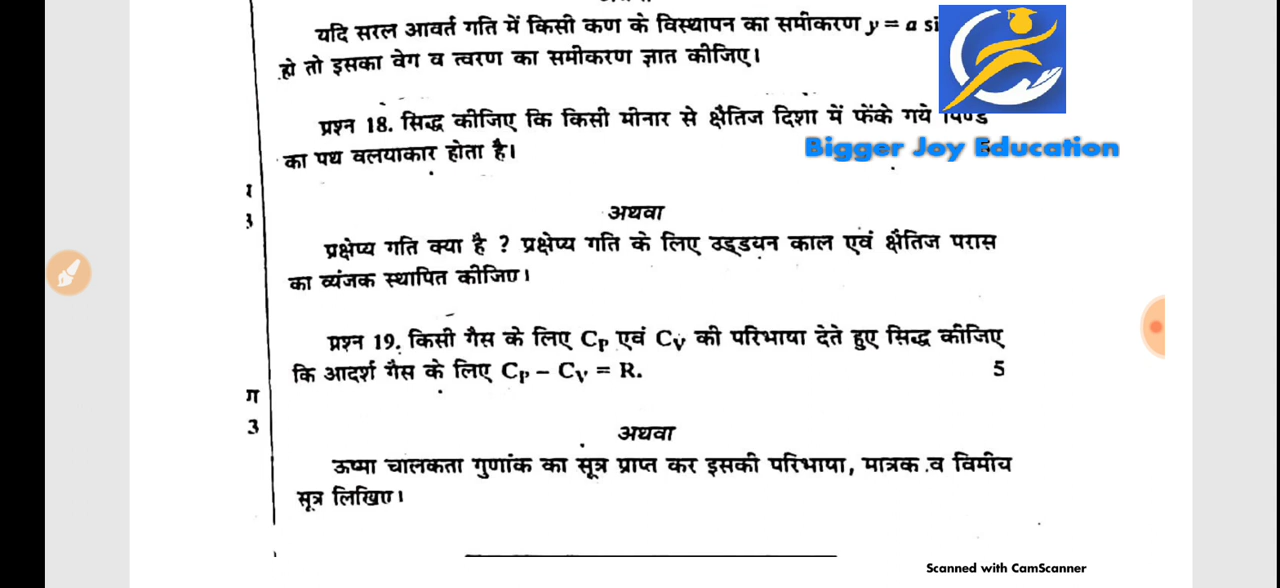 यदि सरल आवर्त गति में किसी कण के विस्थापन का समीकरण y = a
हो तो इसका वेग व त्वरण का समीकरण ज्ञात कीजिए।
प्रश्न 18. सिद्ध कीजिए कि किसी मीनार से क्षैतिज दिशा में फेंके गये पिण्ड
का पथ वलयाकार होता है।
Bigger Joy Education
अथवा
प्रक्षेप्य गति क्या है ? प्रक्षेप्य गति के लिए उड्डयन काल एवं क्षैतिज परास
का व्यंजक स्थापित कीजिए।
प्रश्न 19. किसी गैस के लिए Cp एवं Cv की परिभाषा देते हुए सिद्ध कीजिए
कि आदर्श गैस के लिए Cp – Cv = R. 5
3
अथवा
ऊष्मा चालकता गुणांक का सूत्र प्राप्त कर इसकी परिभाषा, मात्रक व विमीय
सूत्र लिखिए।
Scanned with CamScanner